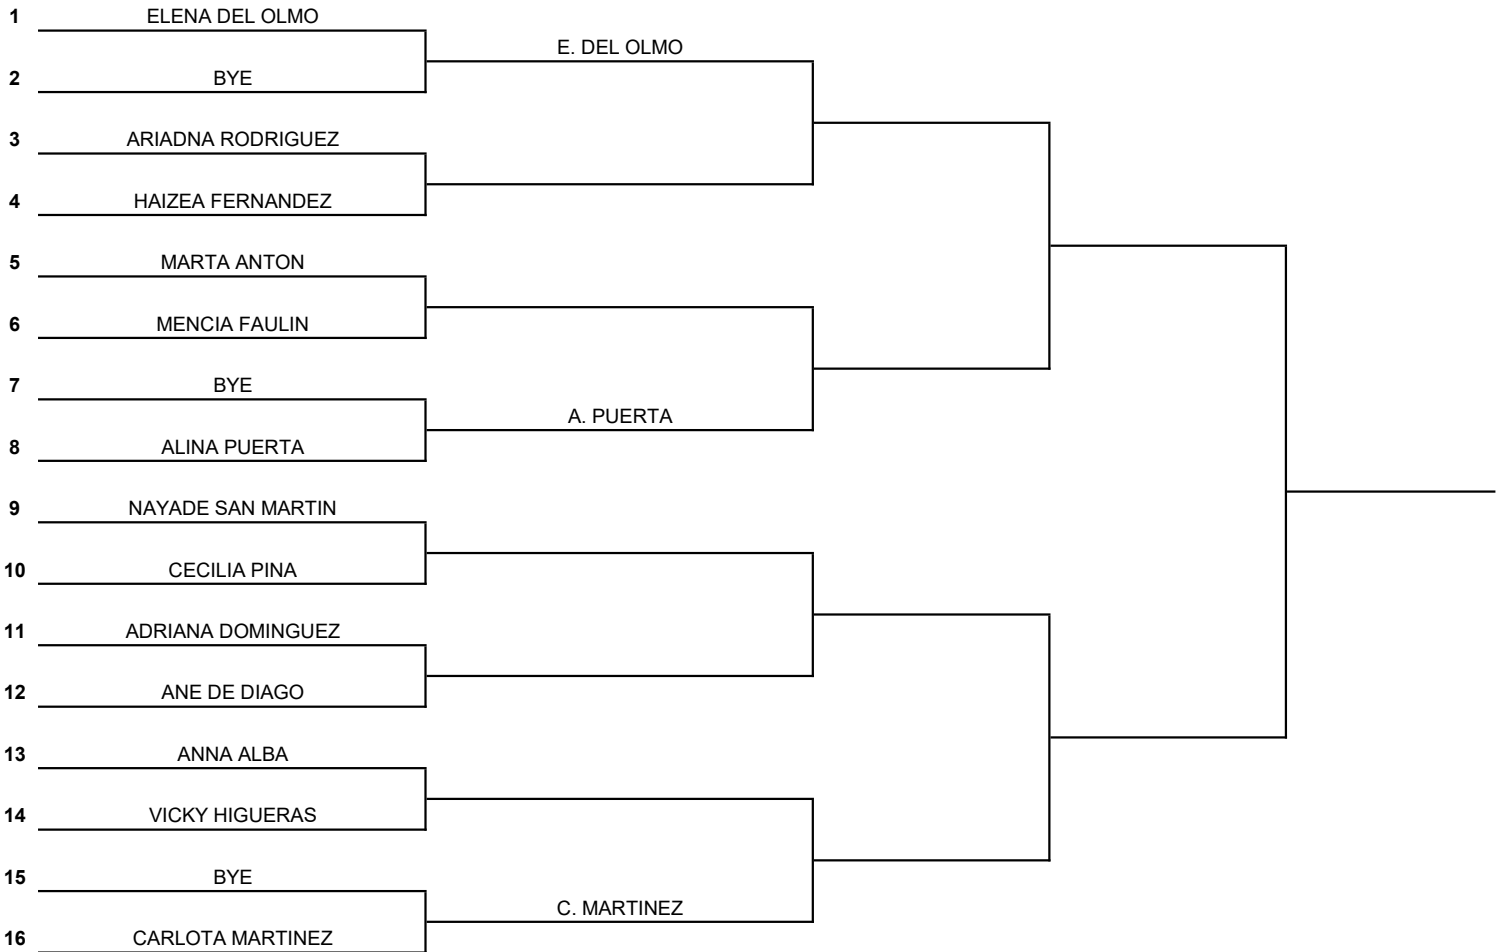 1 ELENA DEL OLMO
E. DEL OLMO
2 BYE
3 ARIADNA RODRIGUEZ
4 HAIZEA FERNANDEZ
5 MARTA ANTON
6 MENCIA FAULIN
7 BYE
A. PUERTA
8 ALINA PUERTA
9 NAYADE SAN MARTIN
10 CECILIA PINA
11 ADRIANA DOMINGUEZ
12 ANE DE DIAGO
13 ANNA ALBA
14 VICKY HIGUERAS
15 BYE
C. MARTINEZ
16 CARLOTA MARTINEZ